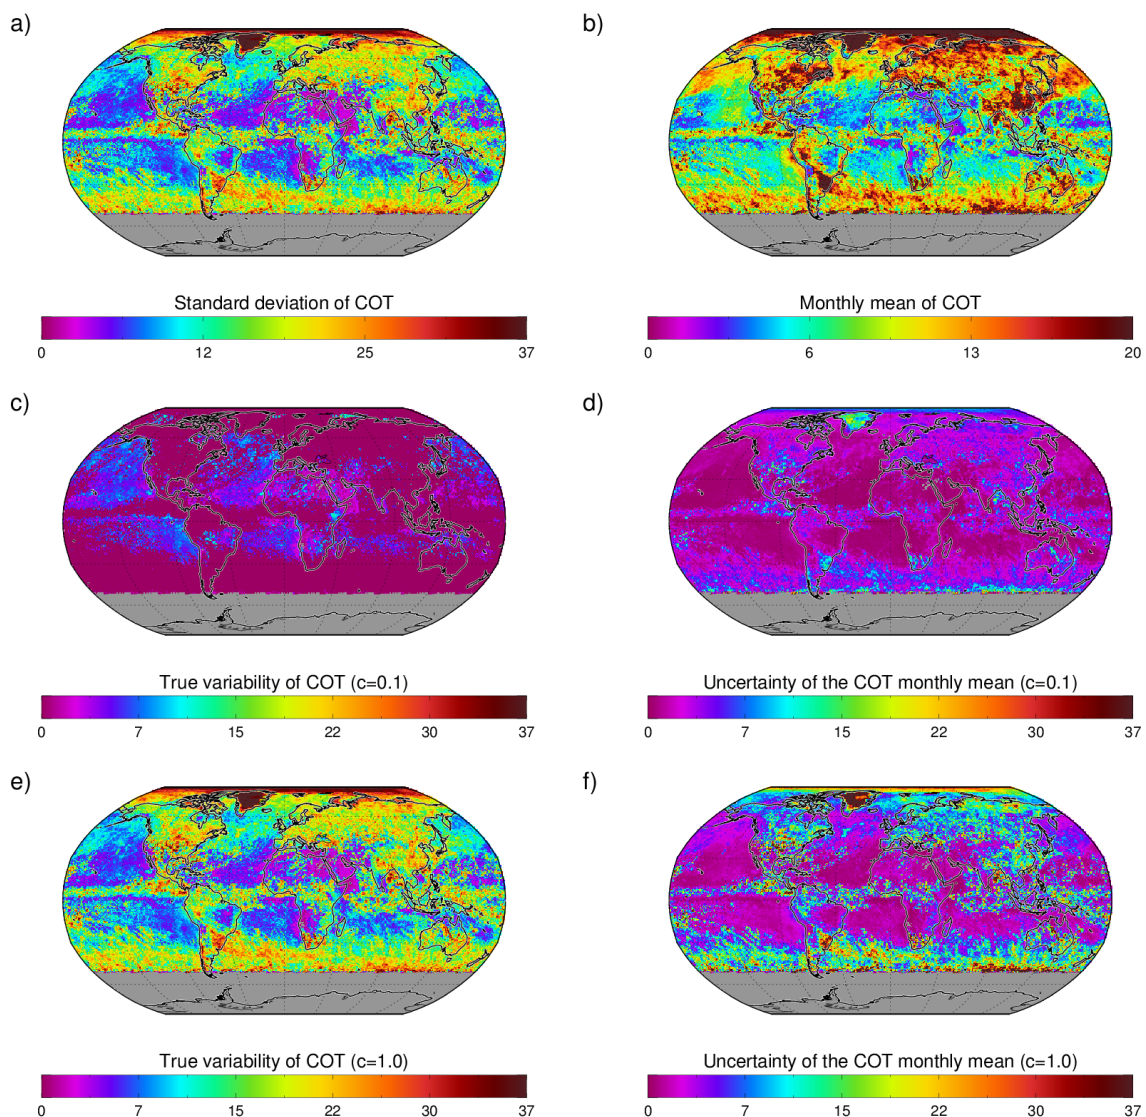 a)
b)
Standard deviation of COT
0 12 25 37
Monthly mean of COT
0 6 13 20
c)
d)
True variability of COT (c=0.1)
0 7 15 22 30 37
Uncertainty of the COT monthly mean (c=0.1)
0 7 15 22 30 37
e)
f)
True variability of COT (c=1.0)
0 7 15 22 30 37
Uncertainty of the COT monthly mean (c=1.0)
0 7 15 22 30 37